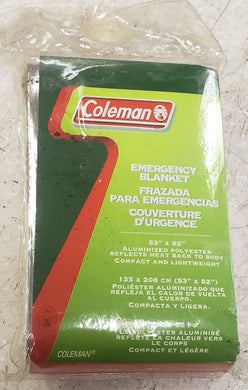 Coleman
EMERGENCY
BLANKET
FRAZADA
PARA EMERGENCIAS
COUVERTURE
D'URGENCE
53" X 82"
ALUMINIZED POLYESTER
REFLECTS HEAT BACK TO BODY
COMPACT AND LIGHTWEIGHT
135 X 208 CM (53" X 82")
POLIÉSTER ALUMINIZADO QUE
REFLEJA EL CALOR DE VUELTA
AL CUERPO.
COMPACTA Y LIGERA.
POLYESTER ALUMINISÉ
REFLÈTE LA CHALEUR VERS
LE CORPS
COMPACT ET LÉGÈRE
COLEMAN®